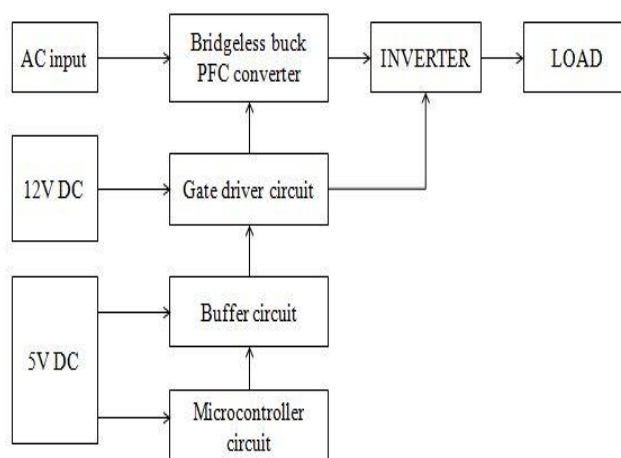 AC input
Bridgeless buck
PFC converter
INVERTER
LOAD
12V DC
Gate driver circuit
5V DC
Buffer circuit
Microcontroller
circuit